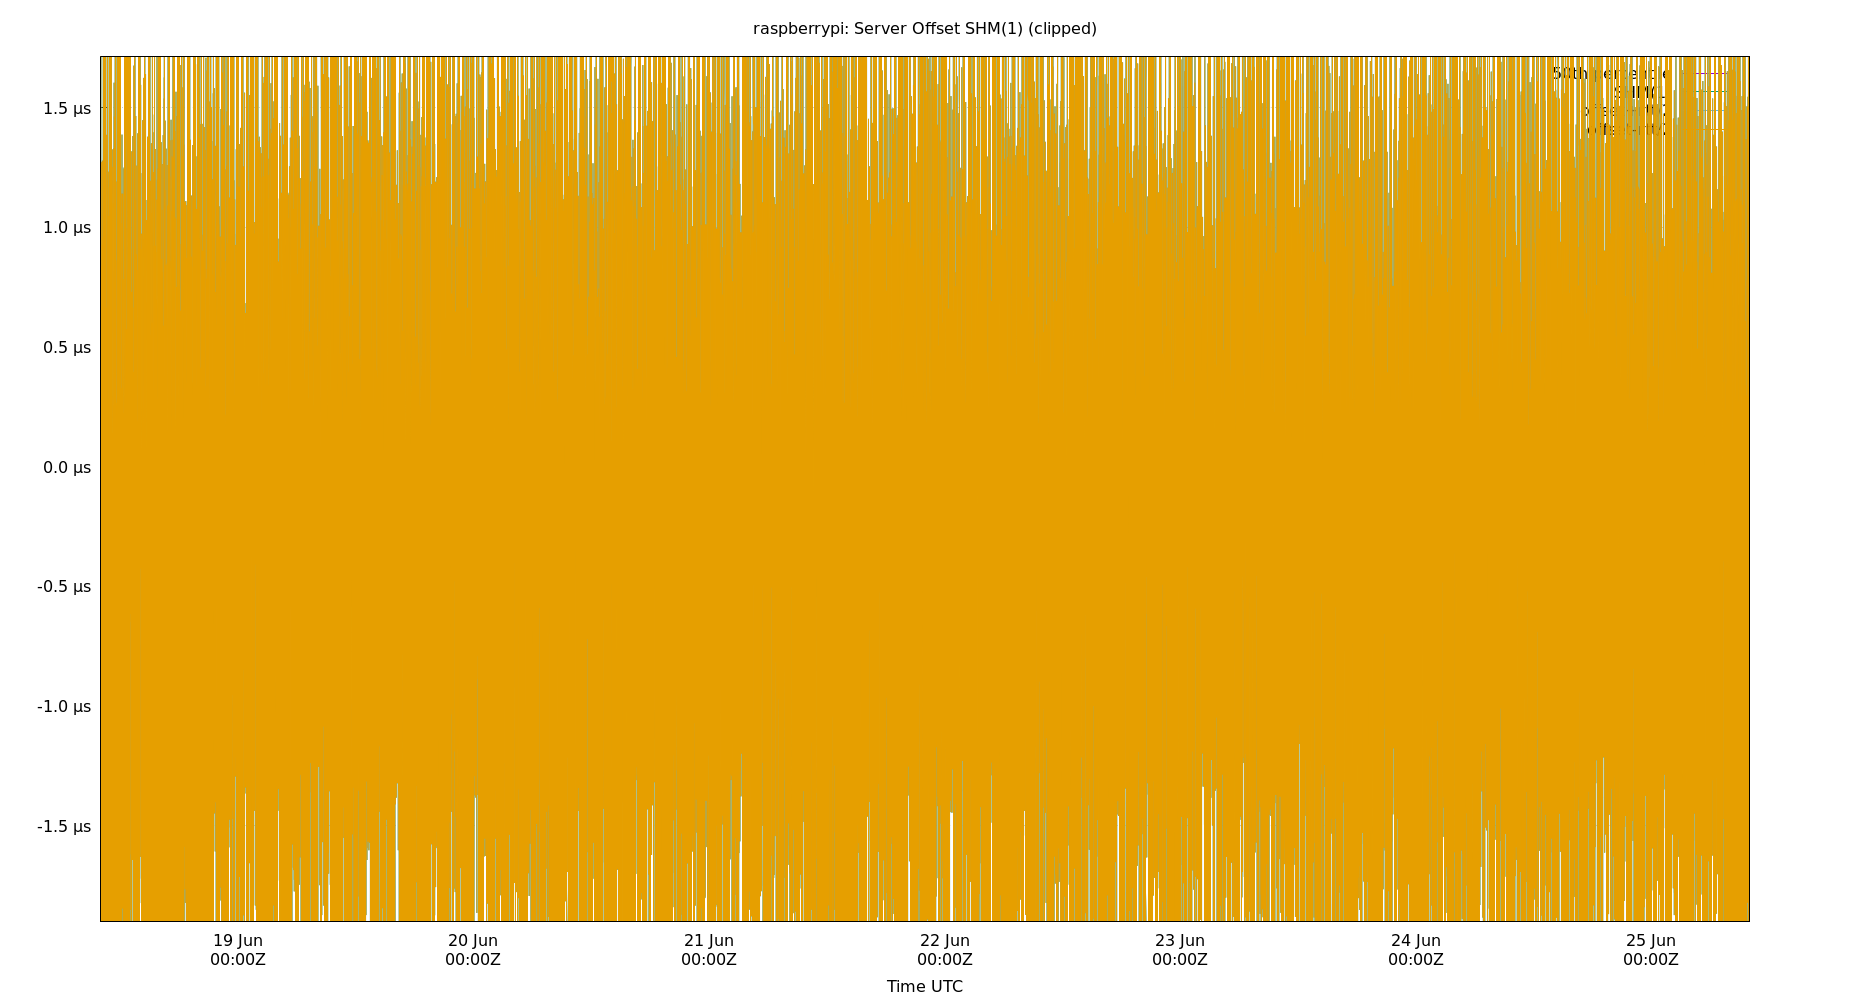 raspberrypi: Server Offset SHM(1) (clipped)
50th percentile
1.5 µs
1.0 µs
0.5 µs
0.0 µs
-0.5 µs
-1.0 µs
-1.5 µs
19 Jun 20 Jun 21 Jun 22 Jun 23 Jun 24 Jun 25 Jun
00:00Z 00:00Z 00:00Z 00:00Z 00:00Z 00:00Z 00:00Z
Time UTC